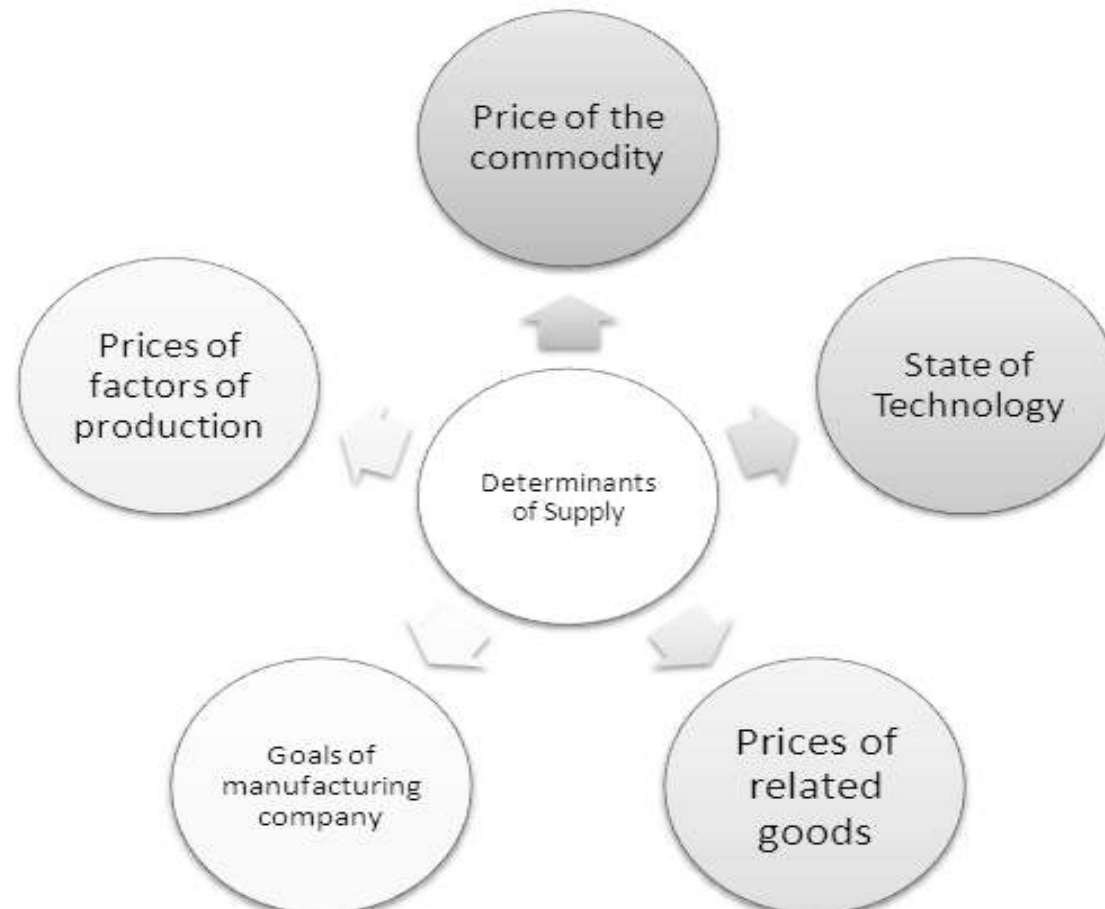 Price of the
commodity
State of
Technology
Prices of
related
goods
Goals of
manufacturing
company
Prices of
factors of
production
Determinants
of Supply